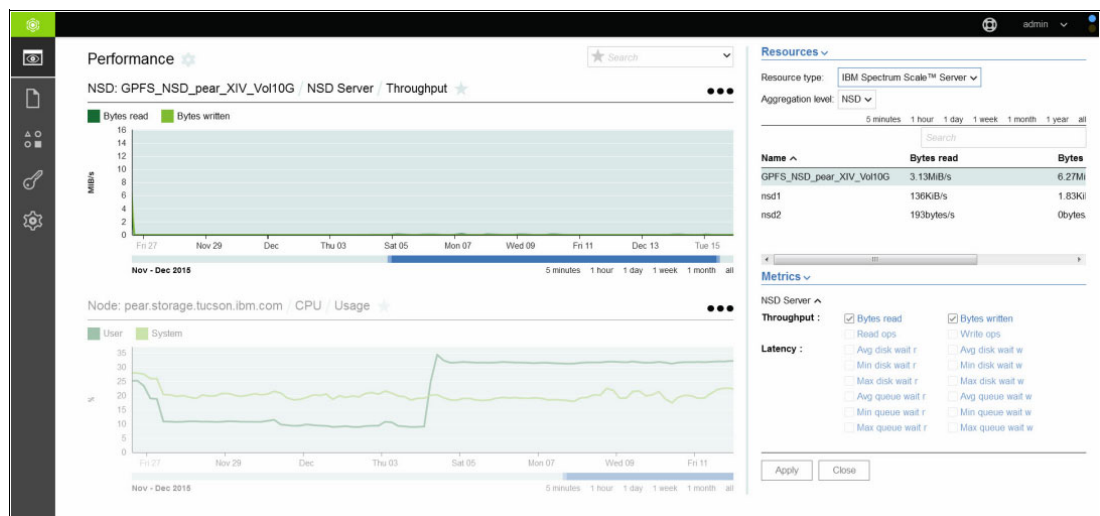 admin
Performance
Search
NSD: GPFS_NSD_pear_XIV_Vol10G / NSD Server / Throughput
Bytes read Bytes written
16
14
12
10
8
6
4
2
0
MiB/s
Fri 27 Nov 29 Dec Thu 03 Sat 05 Mon 07 Wed 09 Fri 11 Dec 13 Tue 15
Nov - Dec 2015 5 minutes 1 hour 1 day 1 week 1 month all
Node: pear.storage.tucson.ibm.com / CPU / Usage
User System
35
30
25
20
15
10
5
0
%
Fri 27 Nov 29 Dec Thu 03 Sat 05 Mon 07 Wed 09 Fri 11
Nov - Dec 2015 5 minutes 1 hour 1 day 1 week 1 month all
Resources
Resource type: IBM Spectrum Scale™ Server
Aggregation level: NSD
5 minutes 1 hour 1 day 1 week 1 month 1 year all
Search
Name Bytes read Bytes
GPFS_NSD_pear_XIV_Vol10G 3.13MiB/s 6.27Mi
nsd1 136KiB/s 1.83Ki
nsd2 193bytes/s 0bytes
Metrics
NSD Server
Throughput : Bytes read Bytes written
Read ops Write ops
Latency : Avg disk wait r Avg disk wait w
Min disk wait r Min disk wait w
Max disk wait r Max disk wait w
Avg queue wait r Avg queue wait w
Min queue wait r Min queue wait w
Max queue wait r Max queue wait w
Apply Close